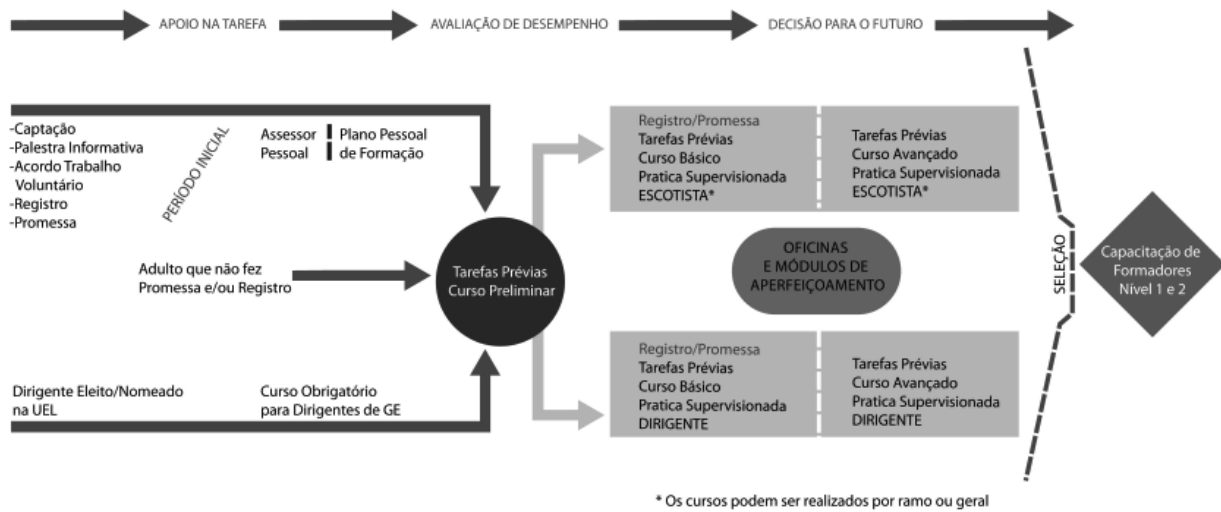 APOIO NA TAREFA
AVALIAÇÃO DE DESEMPENHO
DECISÃO PARA O FUTURO
-Captação
-Palestra Informativa
-Acordo Trabalho
Voluntário
-Registro
-Promessa
PERÍODO INICIAL
Assessor
Pessoal
Plano Pessoal
de Formação
Adulto que não fez
Promessa e/ou Registro
Dirigente Eleito/Nomeado
na UEL
Curso Obrigatório
para Dirigentes de GE
Tarefas Prévias
Curso Preliminar
Registro/Promessa
Tarefas Prévias
Curso Básico
Pratica Supervisionada
ESCOTISTA*
Tarefas Prévias
Curso Avançado
Pratica Supervisionada
ESCOTISTA*
OFICINAS
E MÓDULOS DE
APERFEIÇOAMENTO
Registro/Promessa
Tarefas Prévias
Curso Básico
Pratica Supervisionada
DIRIGENTE
Tarefas Prévias
Curso Avançado
Pratica Supervisionada
DIRIGENTE
SELEÇÃO
Capacitação de
Formadores
Nível 1 e 2
* Os cursos podem ser realizados por ramo ou geral